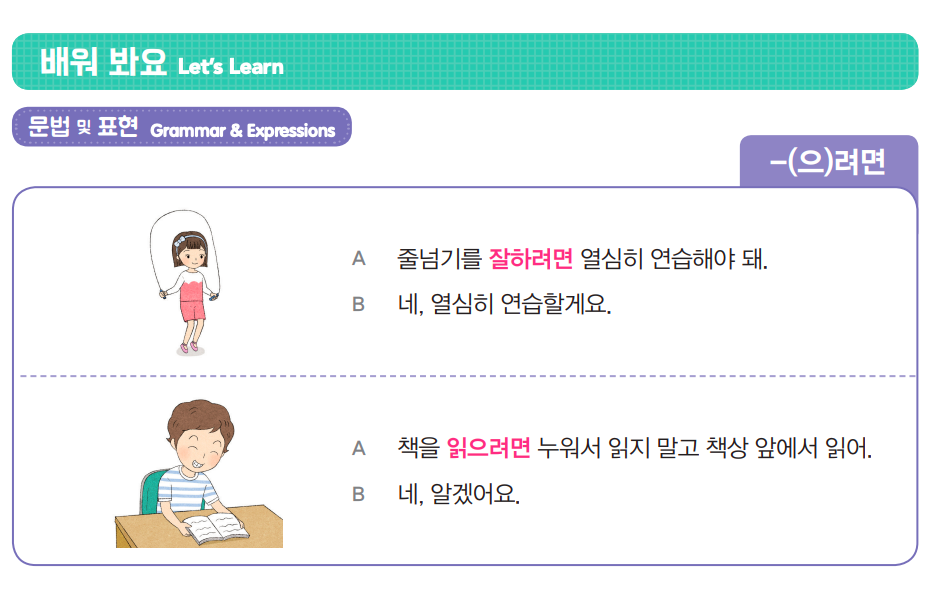 배워 봐요 Let's Learn
문법 및 표현 Grammar & Expressions
-(으)려면
A 줄넘기를 잘하려면 열심히 연습해야 돼.
B 네, 열심히 연습할게요.
A 책을 읽으려면 누워서 읽지 말고 책상 앞에서 읽어.
B 네, 알겠어요.